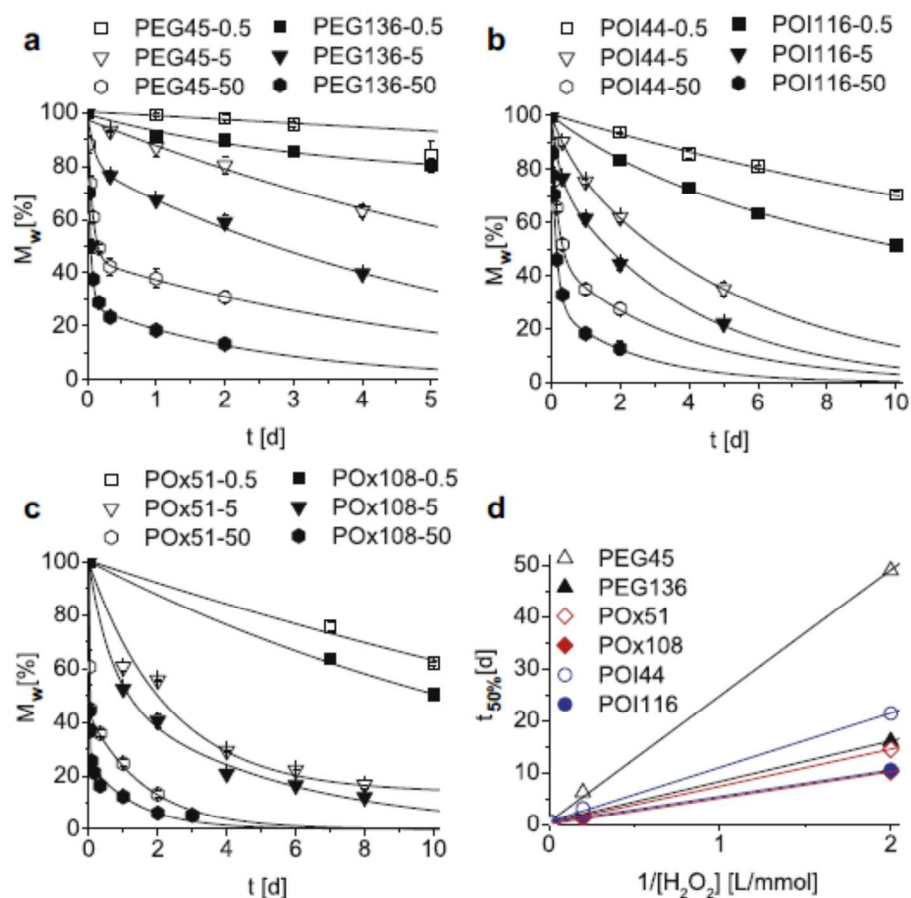 a
PEG45-0.5 PEG136-0.5
PEG45-5 PEG136-5
PEG45-50 PEG136-50
100
80
60
40
20
0
Mw[%]
0 1 2 3 4 5
t [d]
b
POI44-0.5 POI116-0.5
POI44-5 POI116-5
POI44-50 POI116-50
100
80
60
40
20
0
Mw[%]
0 2 4 6 8 10
t [d]
POx51-0.5 POx108-0.5
c
POx51-5 POx108-5
POx51-50 POx108-50
100
80
60
40
20
0
Mw[%]
0 2 4 6 8 10
t [d]
d
50
40
30
20
10
0
t50%[d]
PEG45
PEG136
POx51
POx108
POI44
POI116
0 1 2
1/[H2O2] [L/mmol]